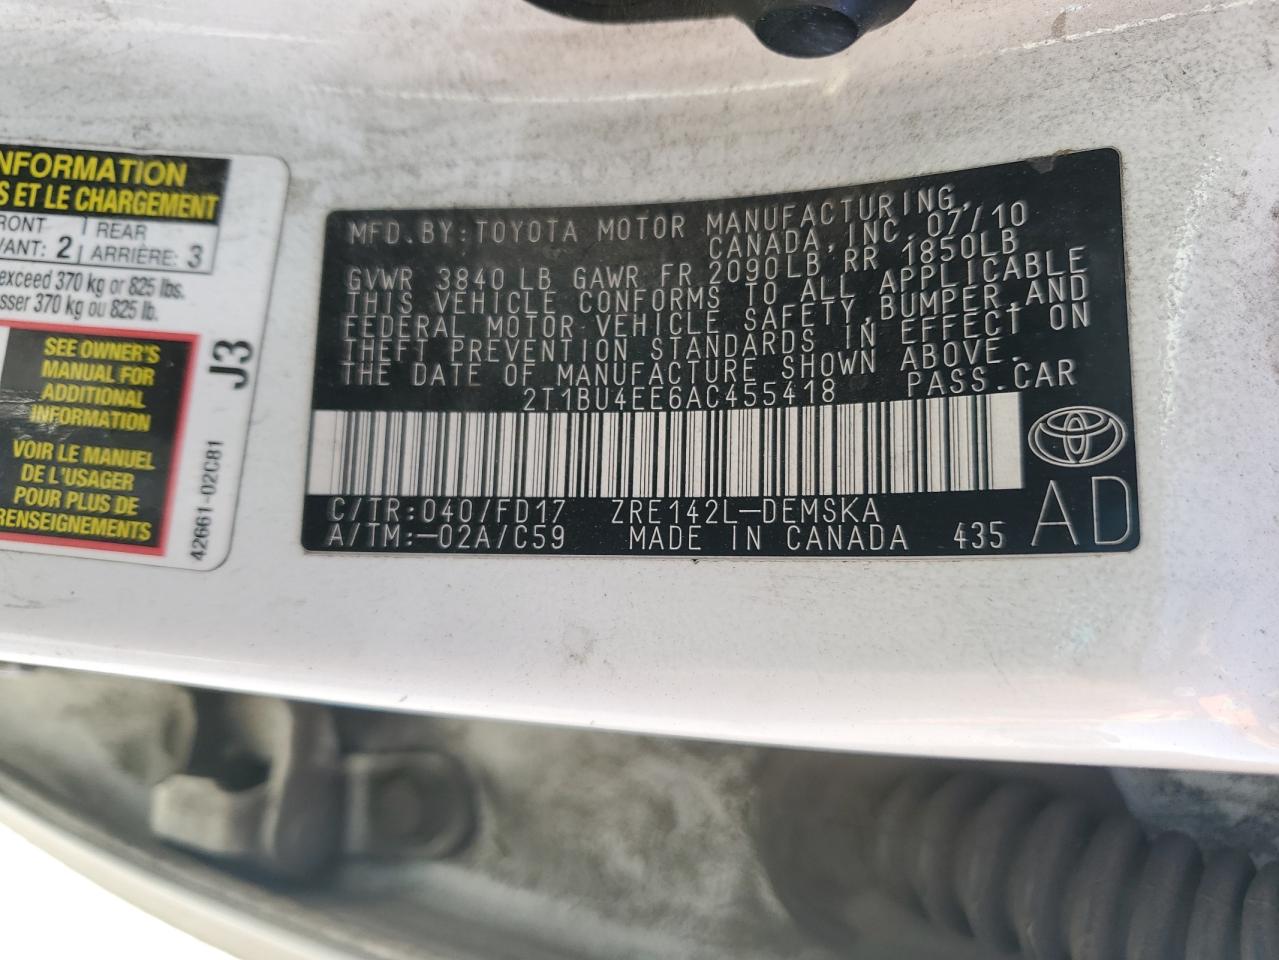 NFORMATION
S ET LE CHARGEMENT
RONT REAR
VANT: 2 ARRIÈRE: 3
exceed 370 kg or 825 lbs.
sser 370 kg ou 825 lb.
SEE OWNER'S
MANUAL FOR
ADDITIONAL
INFORMATION
VOIR LE MANUEL
DE L'USAGER
POUR PLUS DE
RENSEIGNEMENTS
J3
42661-02C81
MFD.BY:TOYOTA MOTOR MANUFACTURING,
CANADA,INC. 07/10
GVWR 3840LB GAWR FR 2090LB RR 1850LB
THIS VEHICLE CONFORMS TO ALL APPLICABLE
FEDERAL MOTOR VEHICLE SAFETY,BUMPER,AND
THEFT PREVENTION STANDARDS IN EFFECT ON
THE DATE OF MANUFACTURE SHOWN ABOVE.
2T1BU4EE6AC455418 PASS.CAR
C/TR:040/FD17 ZRE142L-DEMSKA
A/TM:-02A/C59 MADE IN CANADA 435
AD